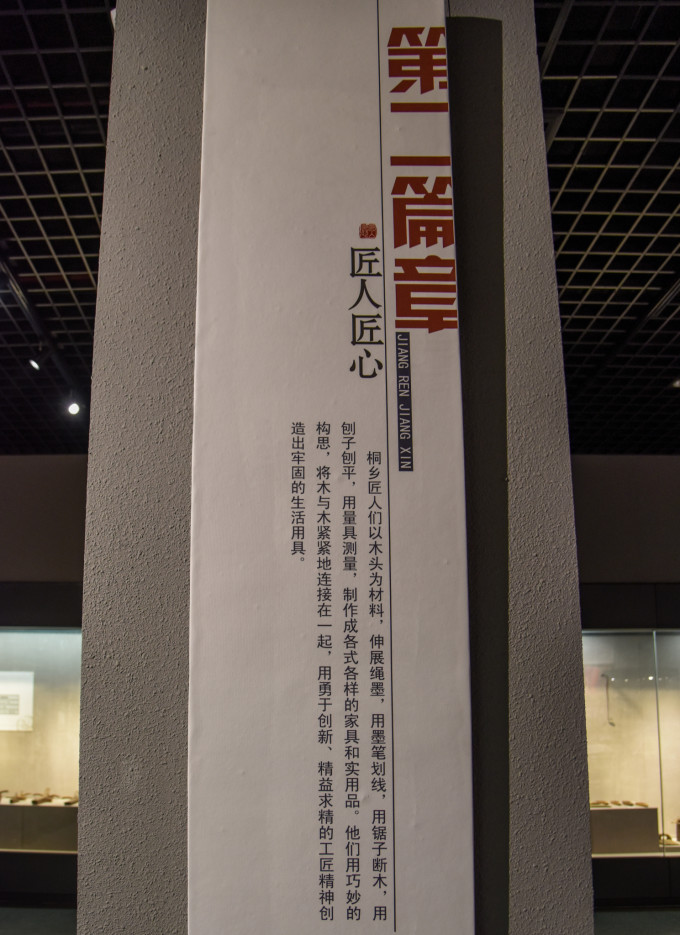 第二篇章
JIANG REN JIANG XIN
匠人匠心
桐乡匠人们以木头为材料，伸展绳墨，用墨笔划线，用锯子断木，用
刨子刨平，用量具测量，制作成各式各样的家具和实用品。他们用巧妙的
构思，将木与木紧紧地连接在一起，用勇于创新、精益求精的工匠精神创
造出牢固的生活用具。